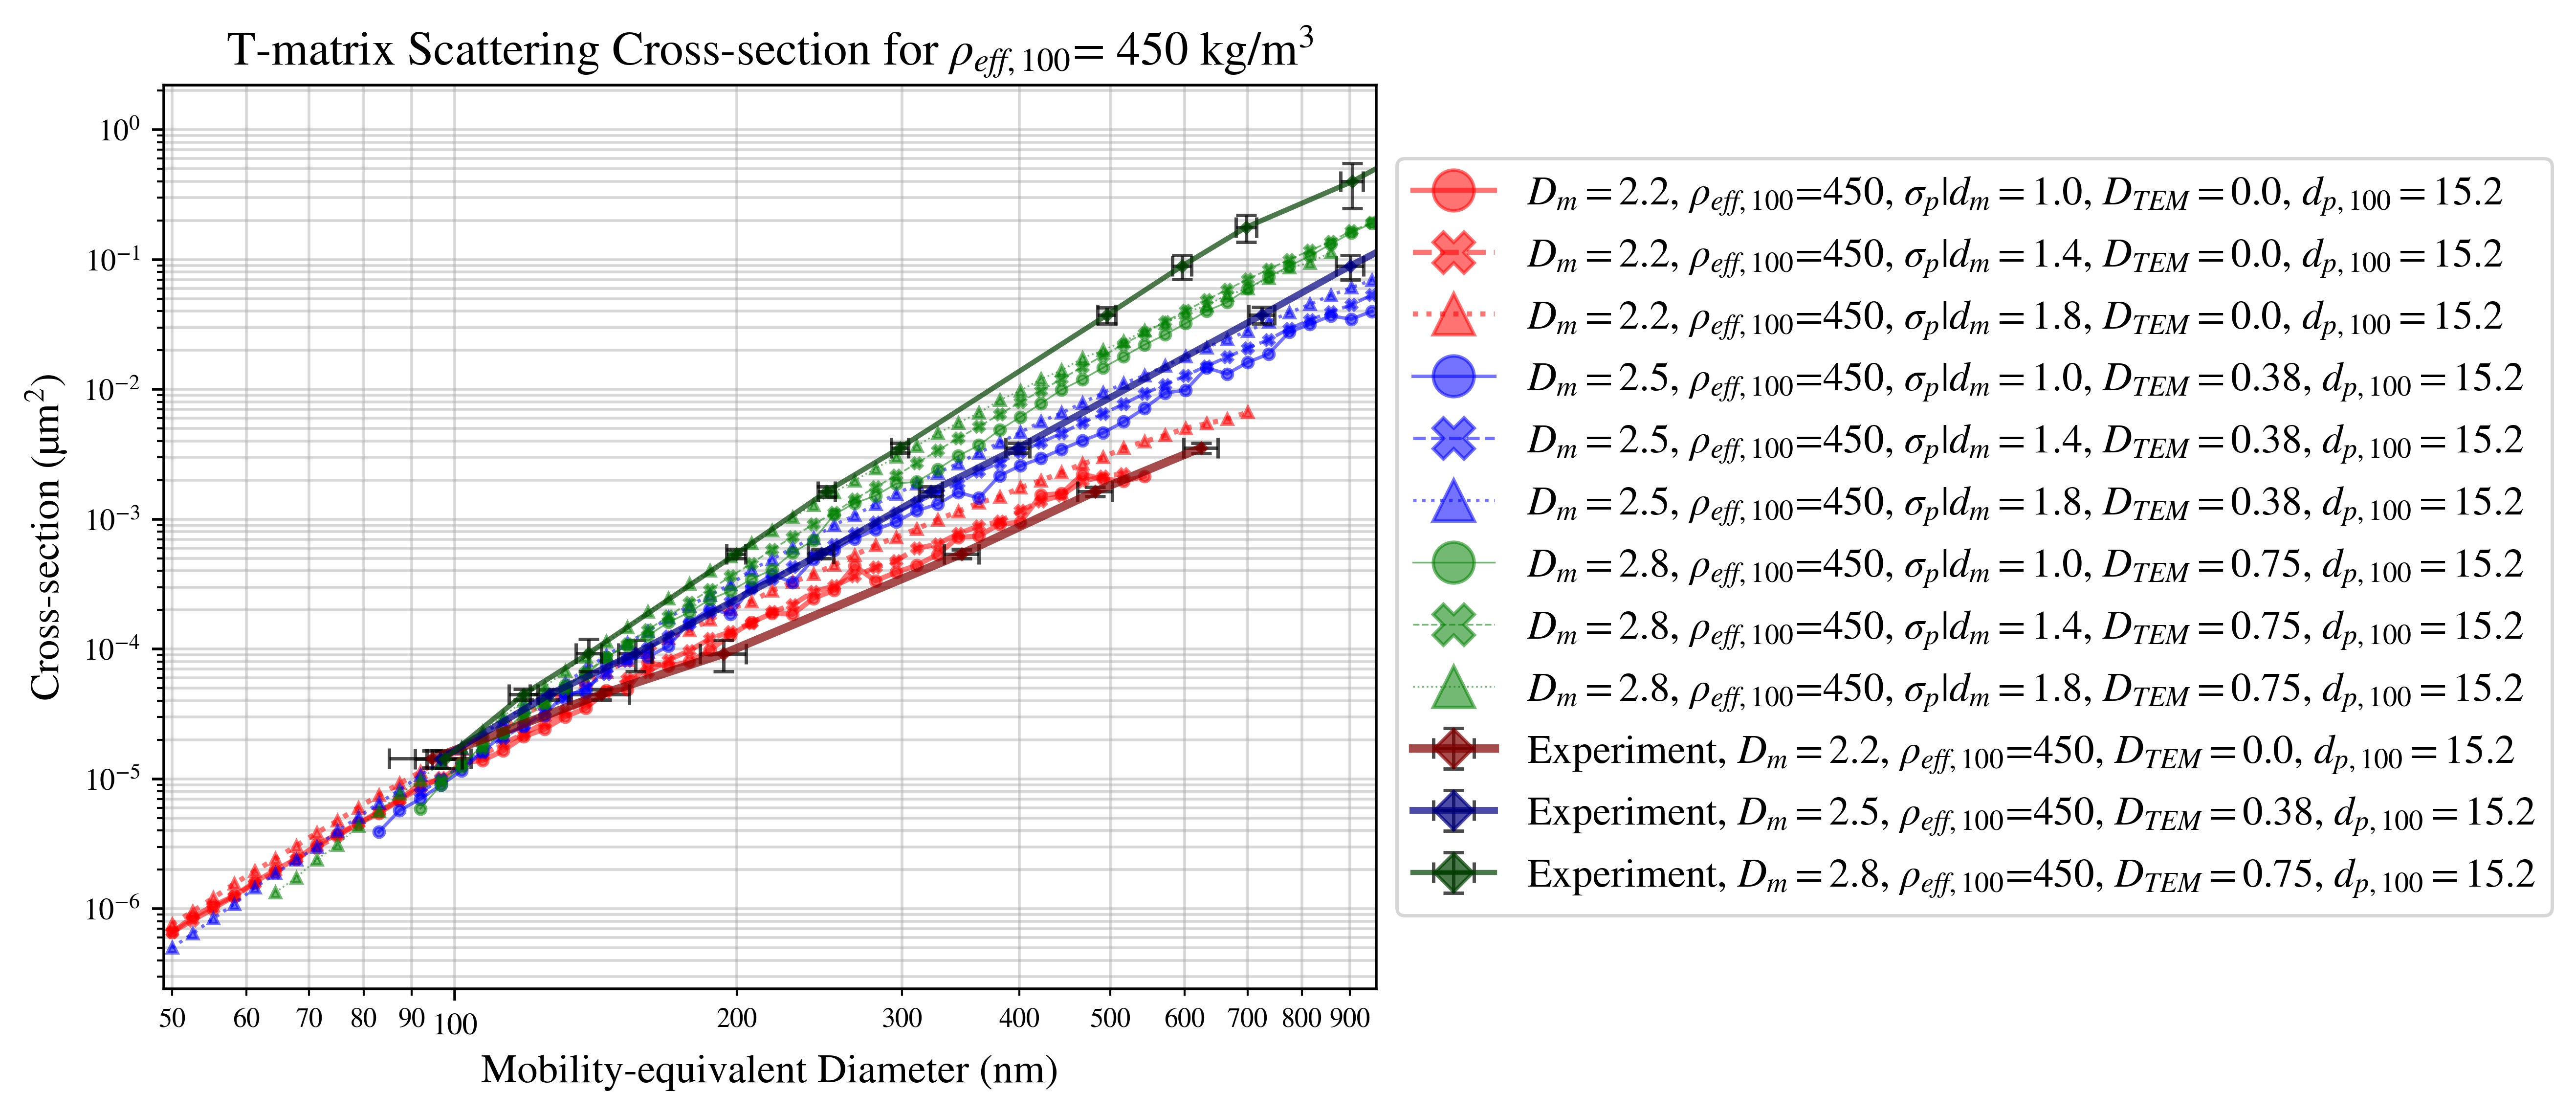 T-matrix Scattering Cross-section for ρeff,100= 450 kg/m³
Cross-section (µm²)
10⁰
10⁻¹
10⁻²
10⁻³
10⁻⁴
10⁻⁵
10⁻⁶
50 60 70 80 90 100 200 300 400 500 600 700 800 900
Mobility-equivalent Diameter (nm)
Dm = 2.2, ρeff,100=450, σp|dm = 1.0, DTEM = 0.0, dp,100 = 15.2
Dm = 2.2, ρeff,100=450, σp|dm = 1.4, DTEM = 0.0, dp,100 = 15.2
Dm = 2.2, ρeff,100=450, σp|dm = 1.8, DTEM = 0.0, dp,100 = 15.2
Dm = 2.5, ρeff,100=450, σp|dm = 1.0, DTEM = 0.38, dp,100 = 15.2
Dm = 2.5, ρeff,100=450, σp|dm = 1.4, DTEM = 0.38, dp,100 = 15.2
Dm = 2.5, ρeff,100=450, σp|dm = 1.8, DTEM = 0.38, dp,100 = 15.2
Dm = 2.8, ρeff,100=450, σp|dm = 1.0, DTEM = 0.75, dp,100 = 15.2
Dm = 2.8, ρeff,100=450, σp|dm = 1.4, DTEM = 0.75, dp,100 = 15.2
Dm = 2.8, ρeff,100=450, σp|dm = 1.8, DTEM = 0.75, dp,100 = 15.2
Experiment, Dm = 2.2, ρeff,100=450, DTEM = 0.0, dp,100 = 15.2
Experiment, Dm = 2.5, ρeff,100=450, DTEM = 0.38, dp,100 = 15.2
Experiment, Dm = 2.8, ρeff,100=450, DTEM = 0.75, dp,100 = 15.2